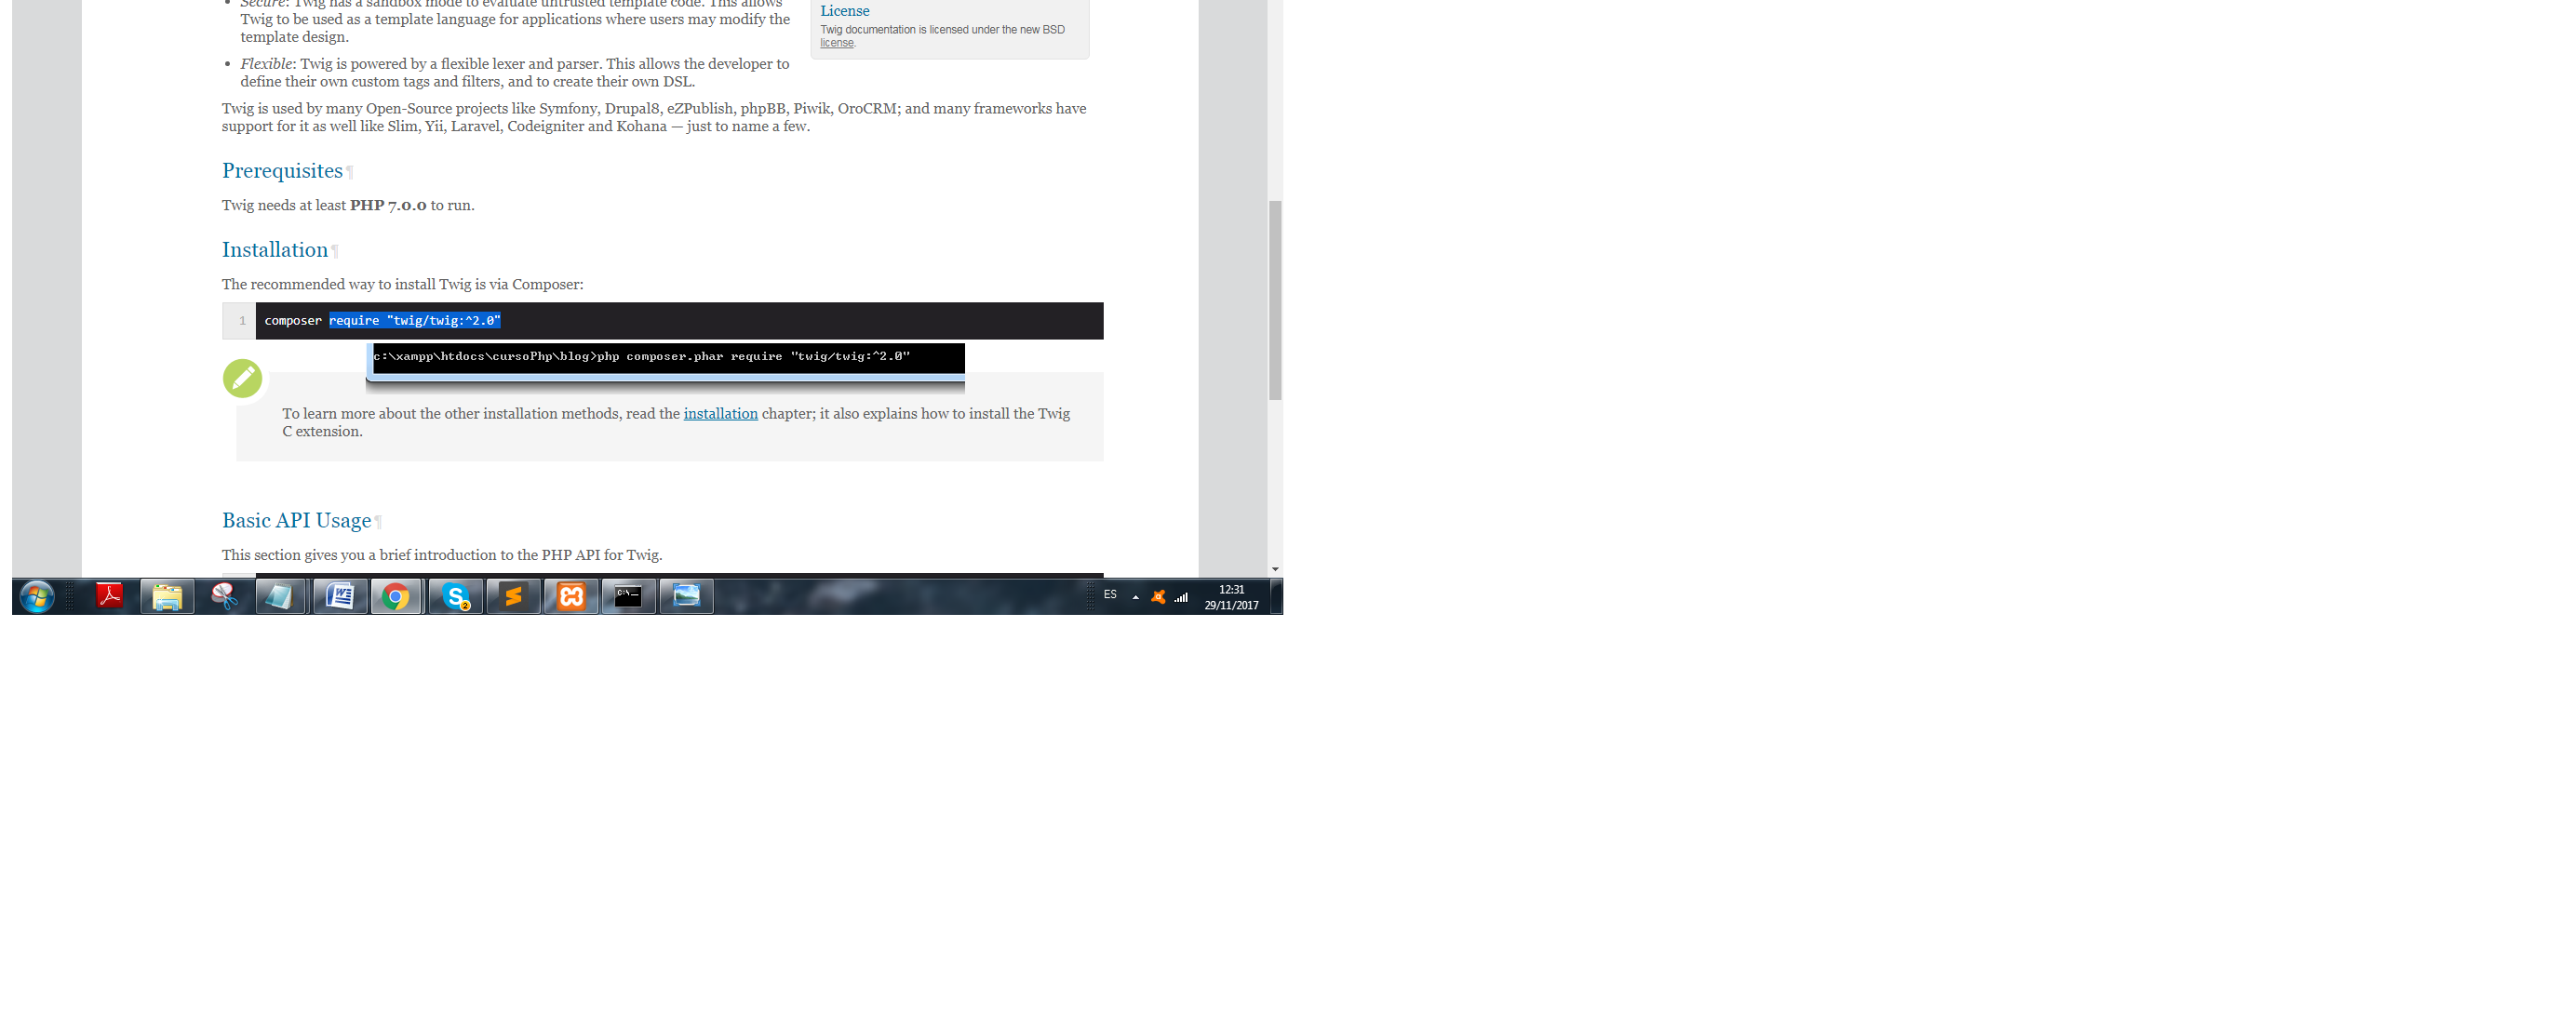 • Secure: Twig has a sandbox mode to evaluate untrusted template code. This allows
Twig to be used as a template language for applications where users may modify the
template design.
• Flexible: Twig is powered by a flexible lexer and parser. This allows the developer to
define their own custom tags and filters, and to create their own DSL.
License
Twig documentation is licensed under the new BSD
license.
Twig is used by many Open-Source projects like Symfony, Drupal8, eZPublish, phpBB, Piwik, OroCRM; and many frameworks have
support for it as well like Slim, Yii, Laravel, Codeigniter and Kohana — just to name a few.
Prerequisites¶
Twig needs at least PHP 7.0.0 to run.
Installation¶
The recommended way to install Twig is via Composer:
1 composer require "twig/twig:^2.0"
c:\xampp\htdocs\cursoPhp\blog>php composer.phar require "twig/twig:^2.0"
To learn more about the other installation methods, read the installation chapter; it also explains how to install the Twig
C extension.
Basic API Usage¶
This section gives you a brief introduction to the PHP API for Twig.
W
S
2
C:\
ES
12:31
29/11/2017